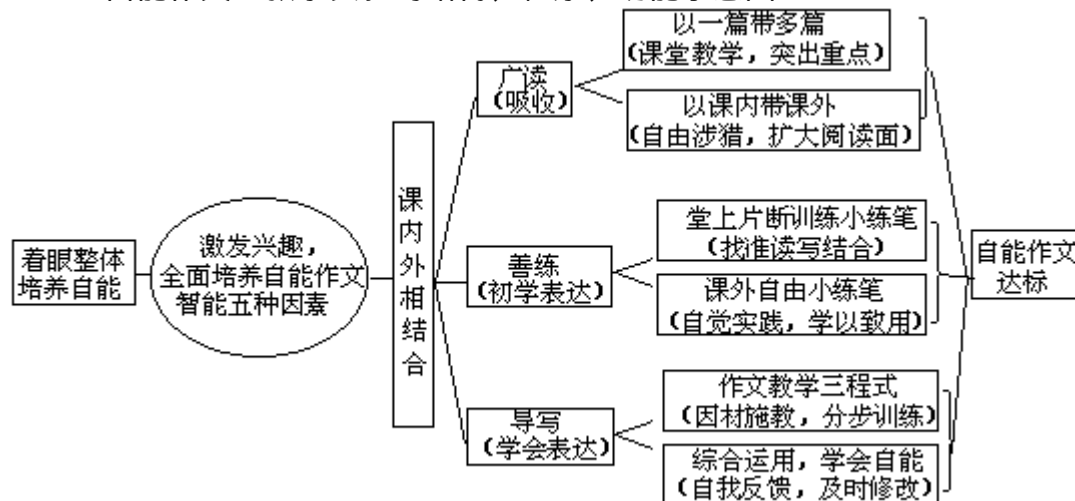 着眼整体
培养自能
激发兴趣，
全面培养自能作文
智能五种因素
课内外相结合
广读
(吸收)
以一篇带多篇
(课堂教学，突出重点)
以课内带课外
(自由涉猎，扩大阅读面)
善练
(初学表达)
堂上片断训练小练笔
(找准读写结合)
课外自由小练笔
(自觉实践，学以致用)
导写
(学会表达)
作文教学三程式
(因材施教，分步训练)
综合运用，学会自能
(自我反馈，及时修改)
自能作文
达标